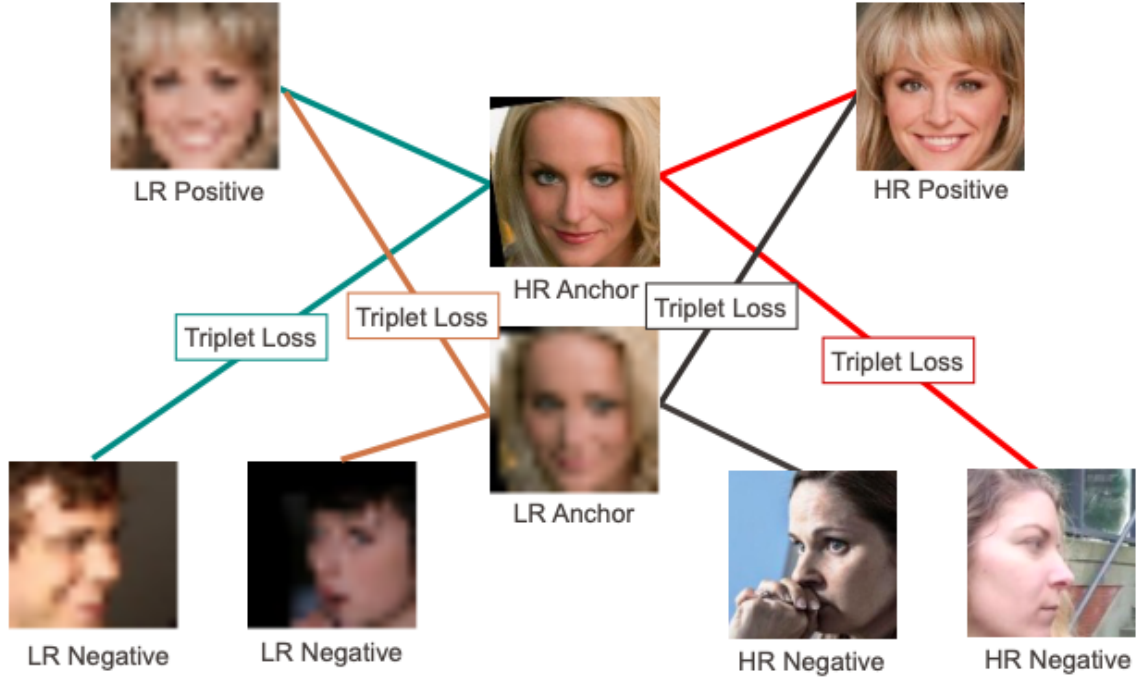 LR Positive
HR Positive
HR Anchor
Triplet Loss
Triplet Loss
Triplet Loss
Triplet Loss
LR Anchor
LR Negative
LR Negative
HR Negative
HR Negative